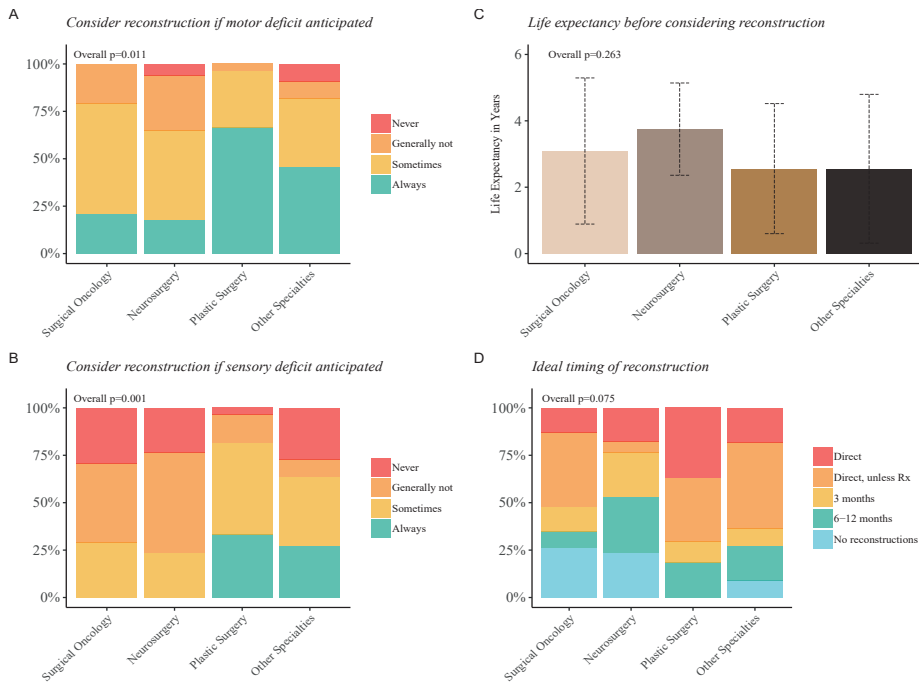 A
Consider reconstruction if motor deficit anticipated
Overall p=0.011
100%
75%
50%
25%
0%
Surgical Oncology
Neurosurgery
Plastic Surgery
Other Specialties
Never
Generally not
Sometimes
Always
C
Life expectancy before considering reconstruction
Overall p=0.263
Life Expectancy in Years
6
4
2
0
Surgical Oncology
Neurosurgery
Plastic Surgery
Other Specialties
B
Consider reconstruction if sensory deficit anticipated
Overall p=0.001
100%
75%
50%
25%
0%
Surgical Oncology
Neurosurgery
Plastic Surgery
Other Specialties
Never
Generally not
Sometimes
Always
D
Ideal timing of reconstruction
Overall p=0.075
100%
75%
50%
25%
0%
Surgical Oncology
Neurosurgery
Plastic Surgery
Other Specialties
Direct
Direct, unless Rx
3 months
6−12 months
No reconstructions